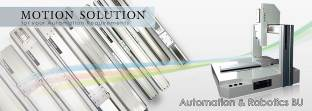 MOTION SOLUTION
for your Automation Requirements
Automation & Robotics BU